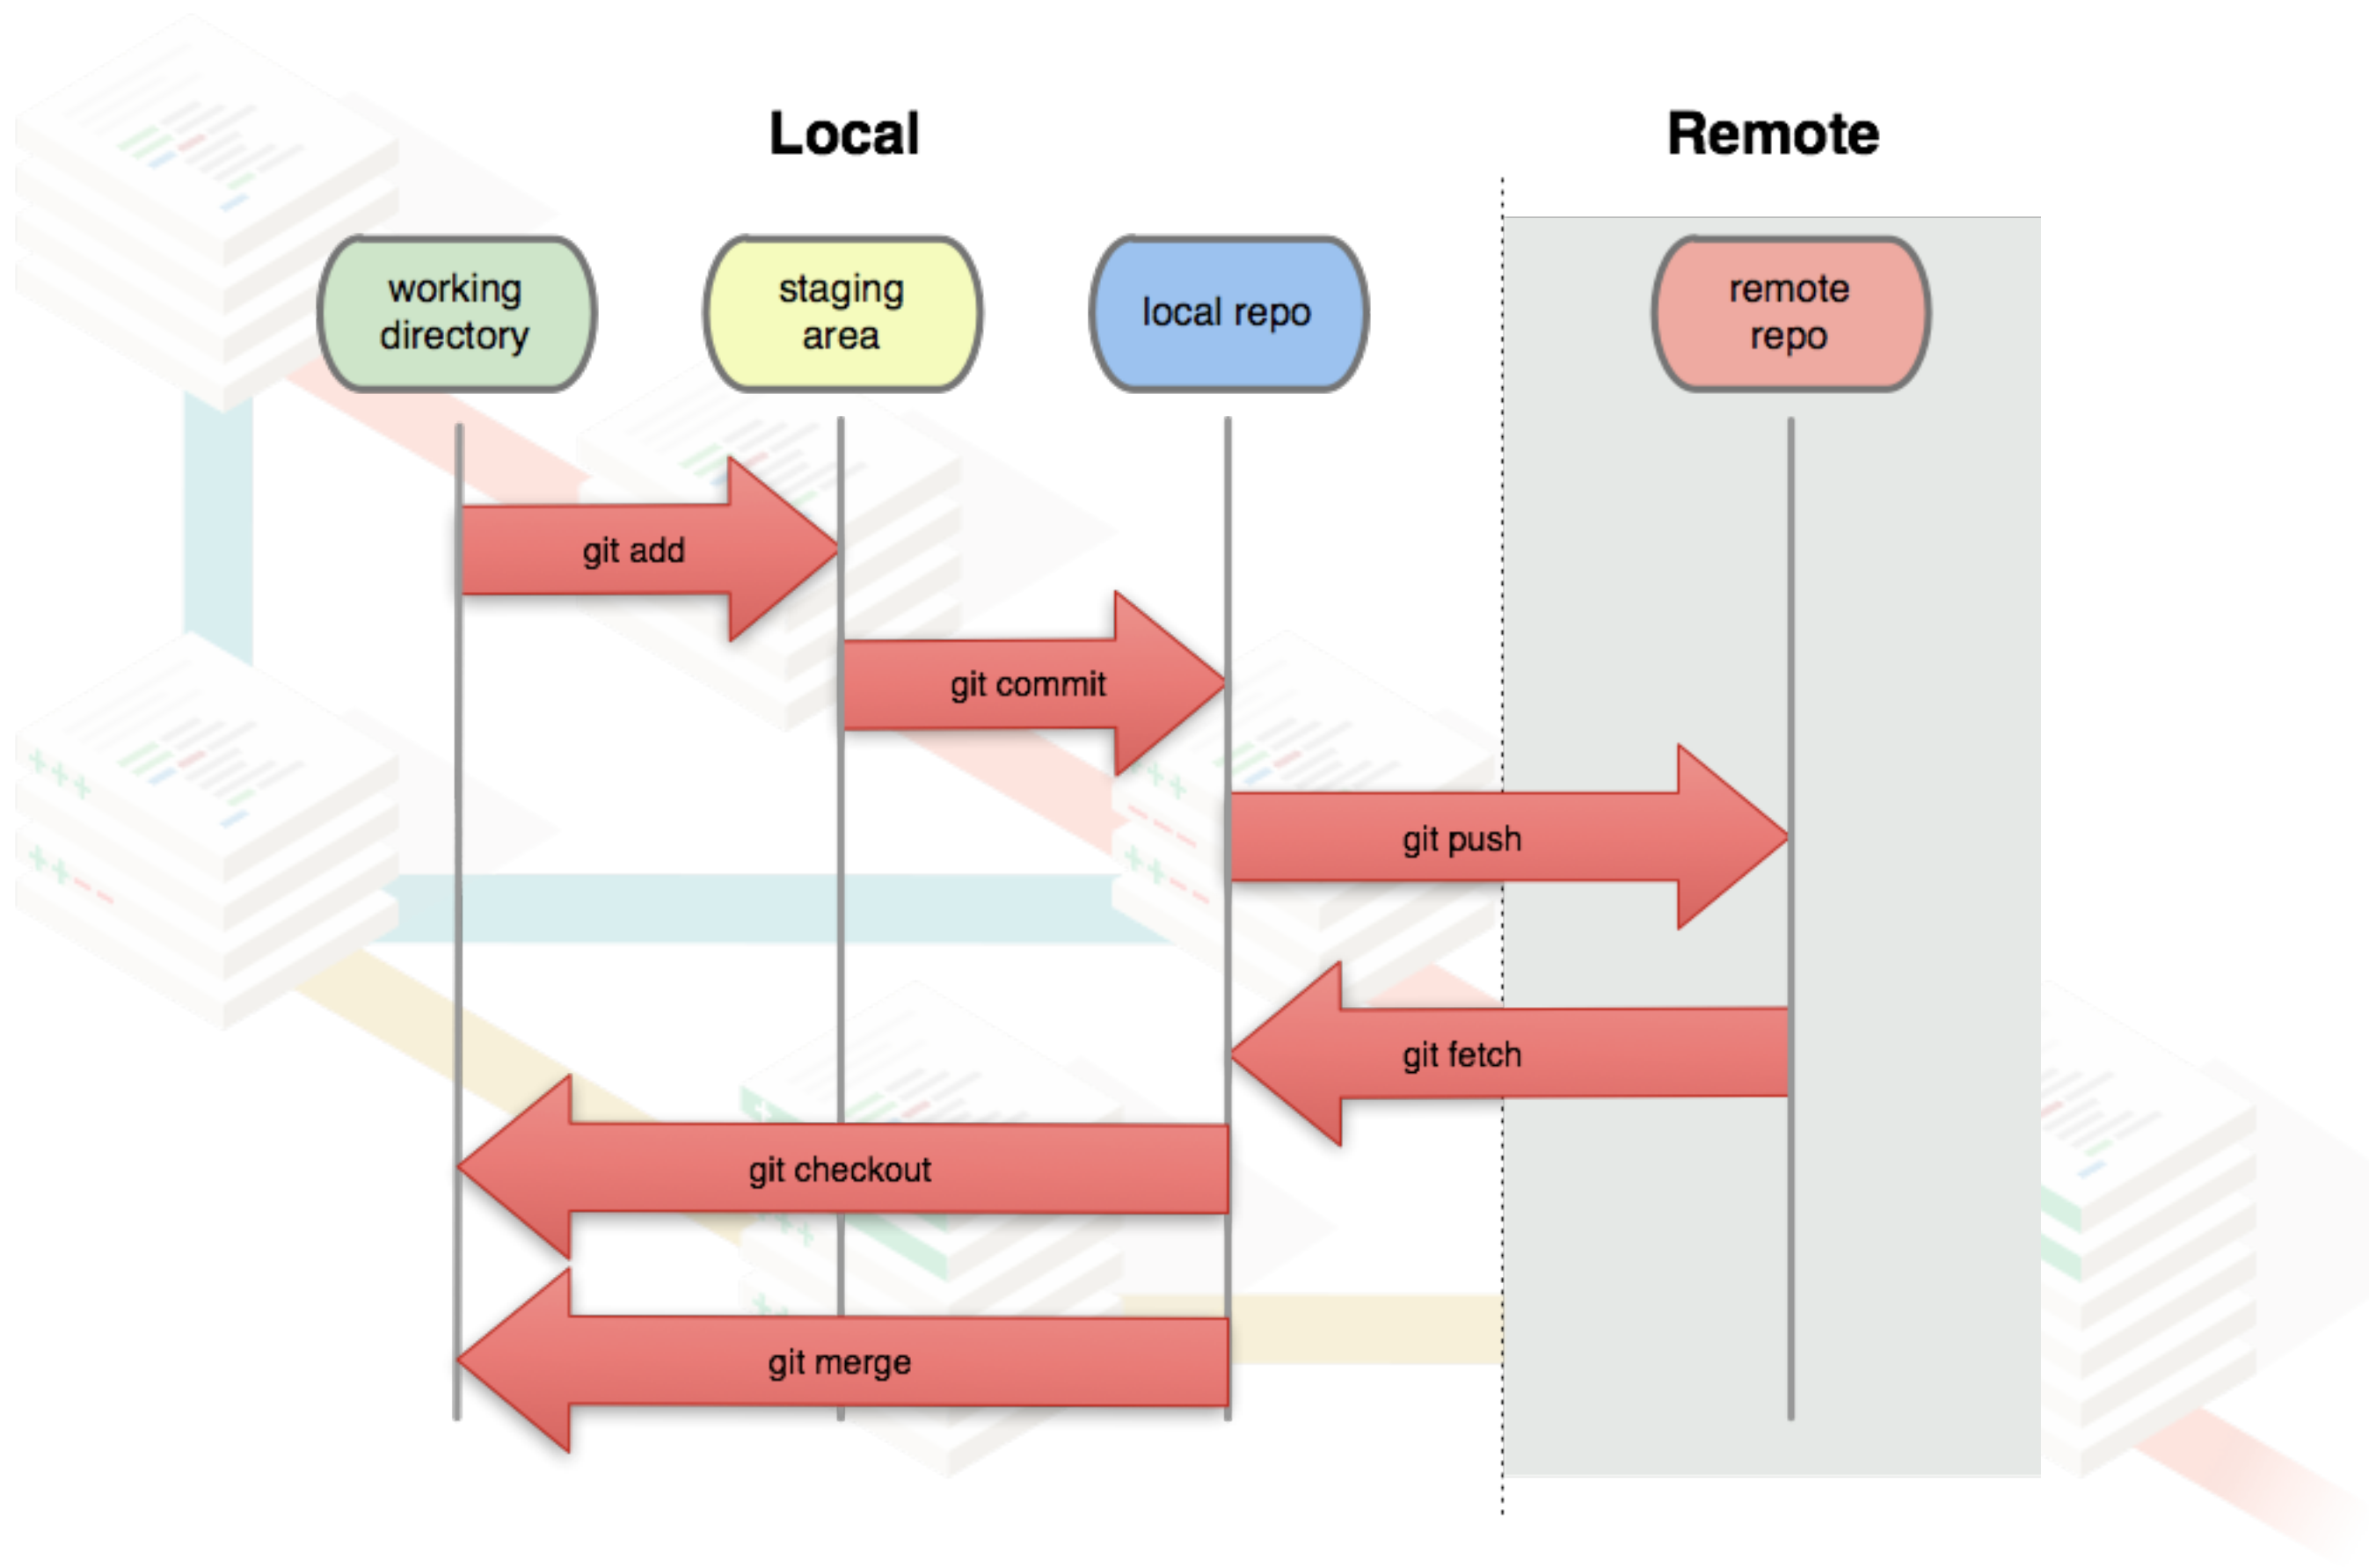 Local
Remote
working
directory
staging
area
local repo
remote
repo
git add
git commit
git push
git fetch
git checkout
git merge